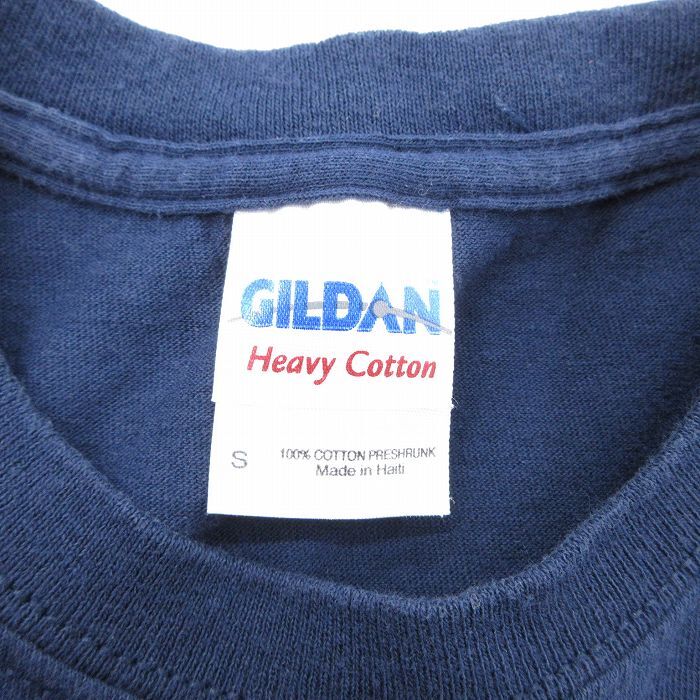 GILDAN
Heavy Cotton
S
100% COTTON PRESHRUNK
Made in Haiti